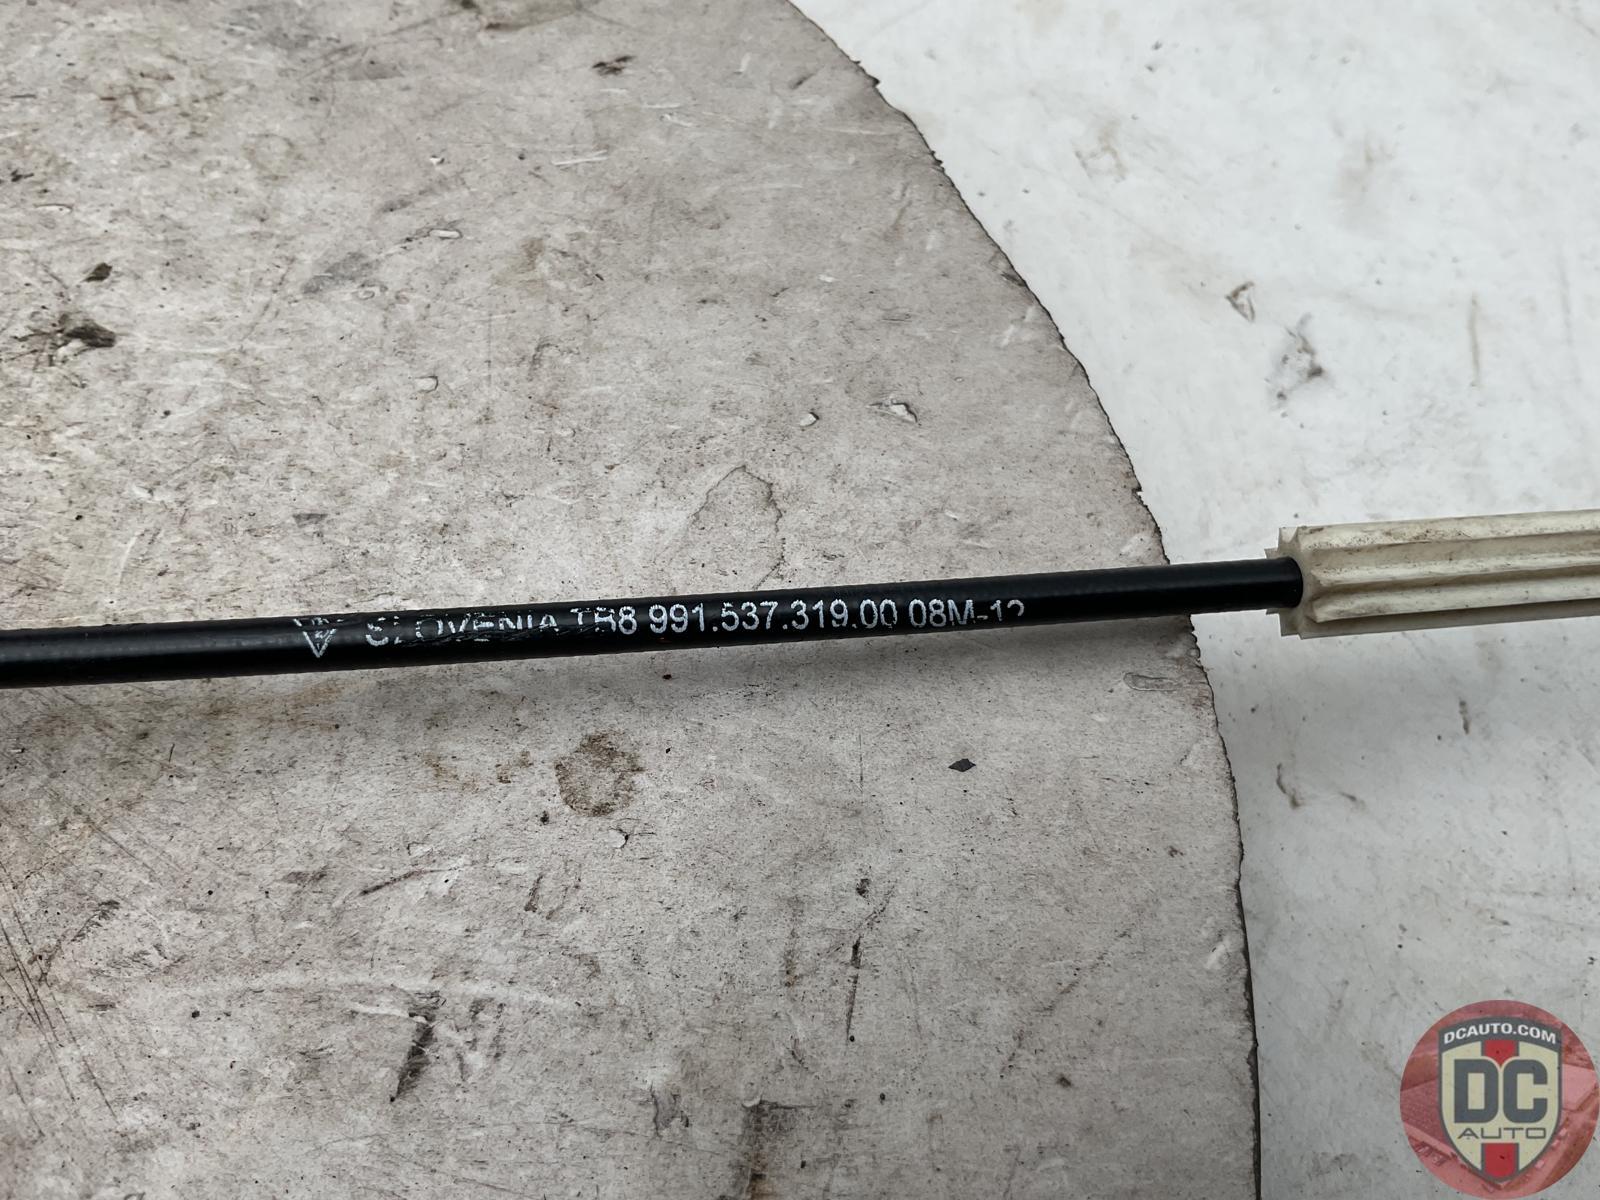 SLOVENIA TR8 991.537.319.00 08M-12
DCAUTO.COM
DC
AUTO